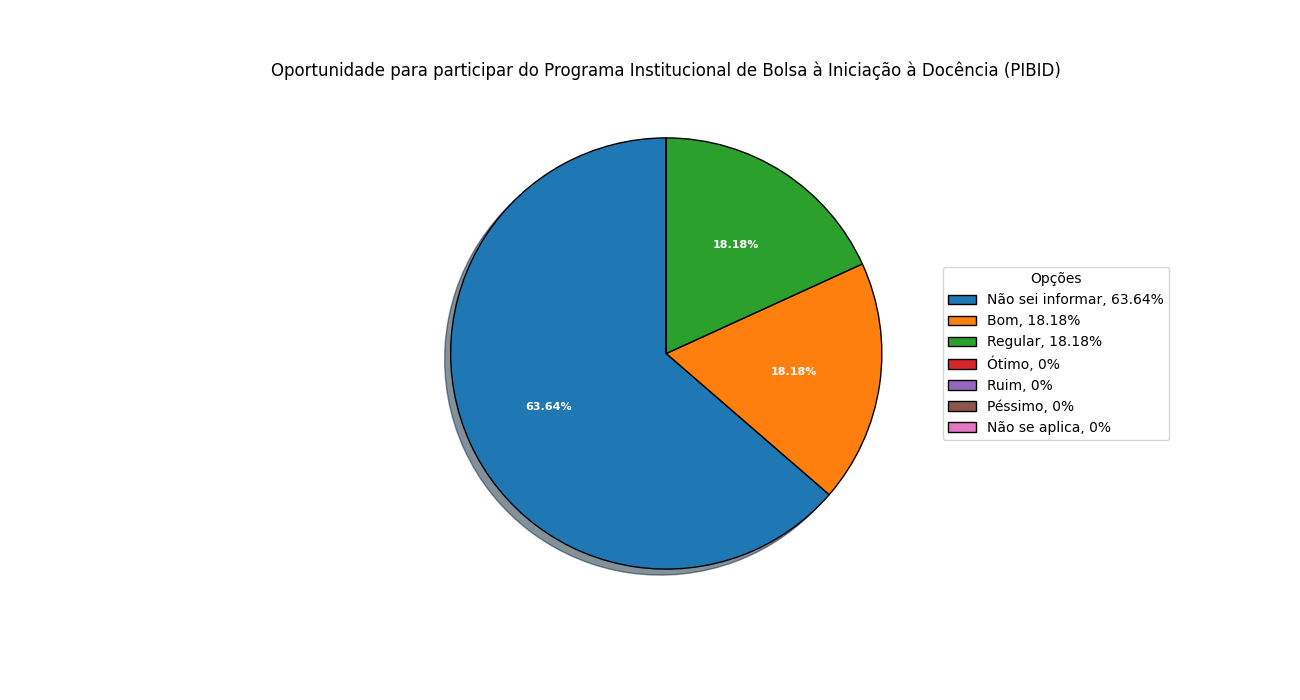 Oportunidade para participar do Programa Institucional de Bolsa à Iniciação à Docência (PIBID)
18.18%
18.18%
63.64%
Opções
Não sei informar, 63.64%
Bom, 18.18%
Regular, 18.18%
Ótimo, 0%
Ruim, 0%
Péssimo, 0%
Não se aplica, 0%